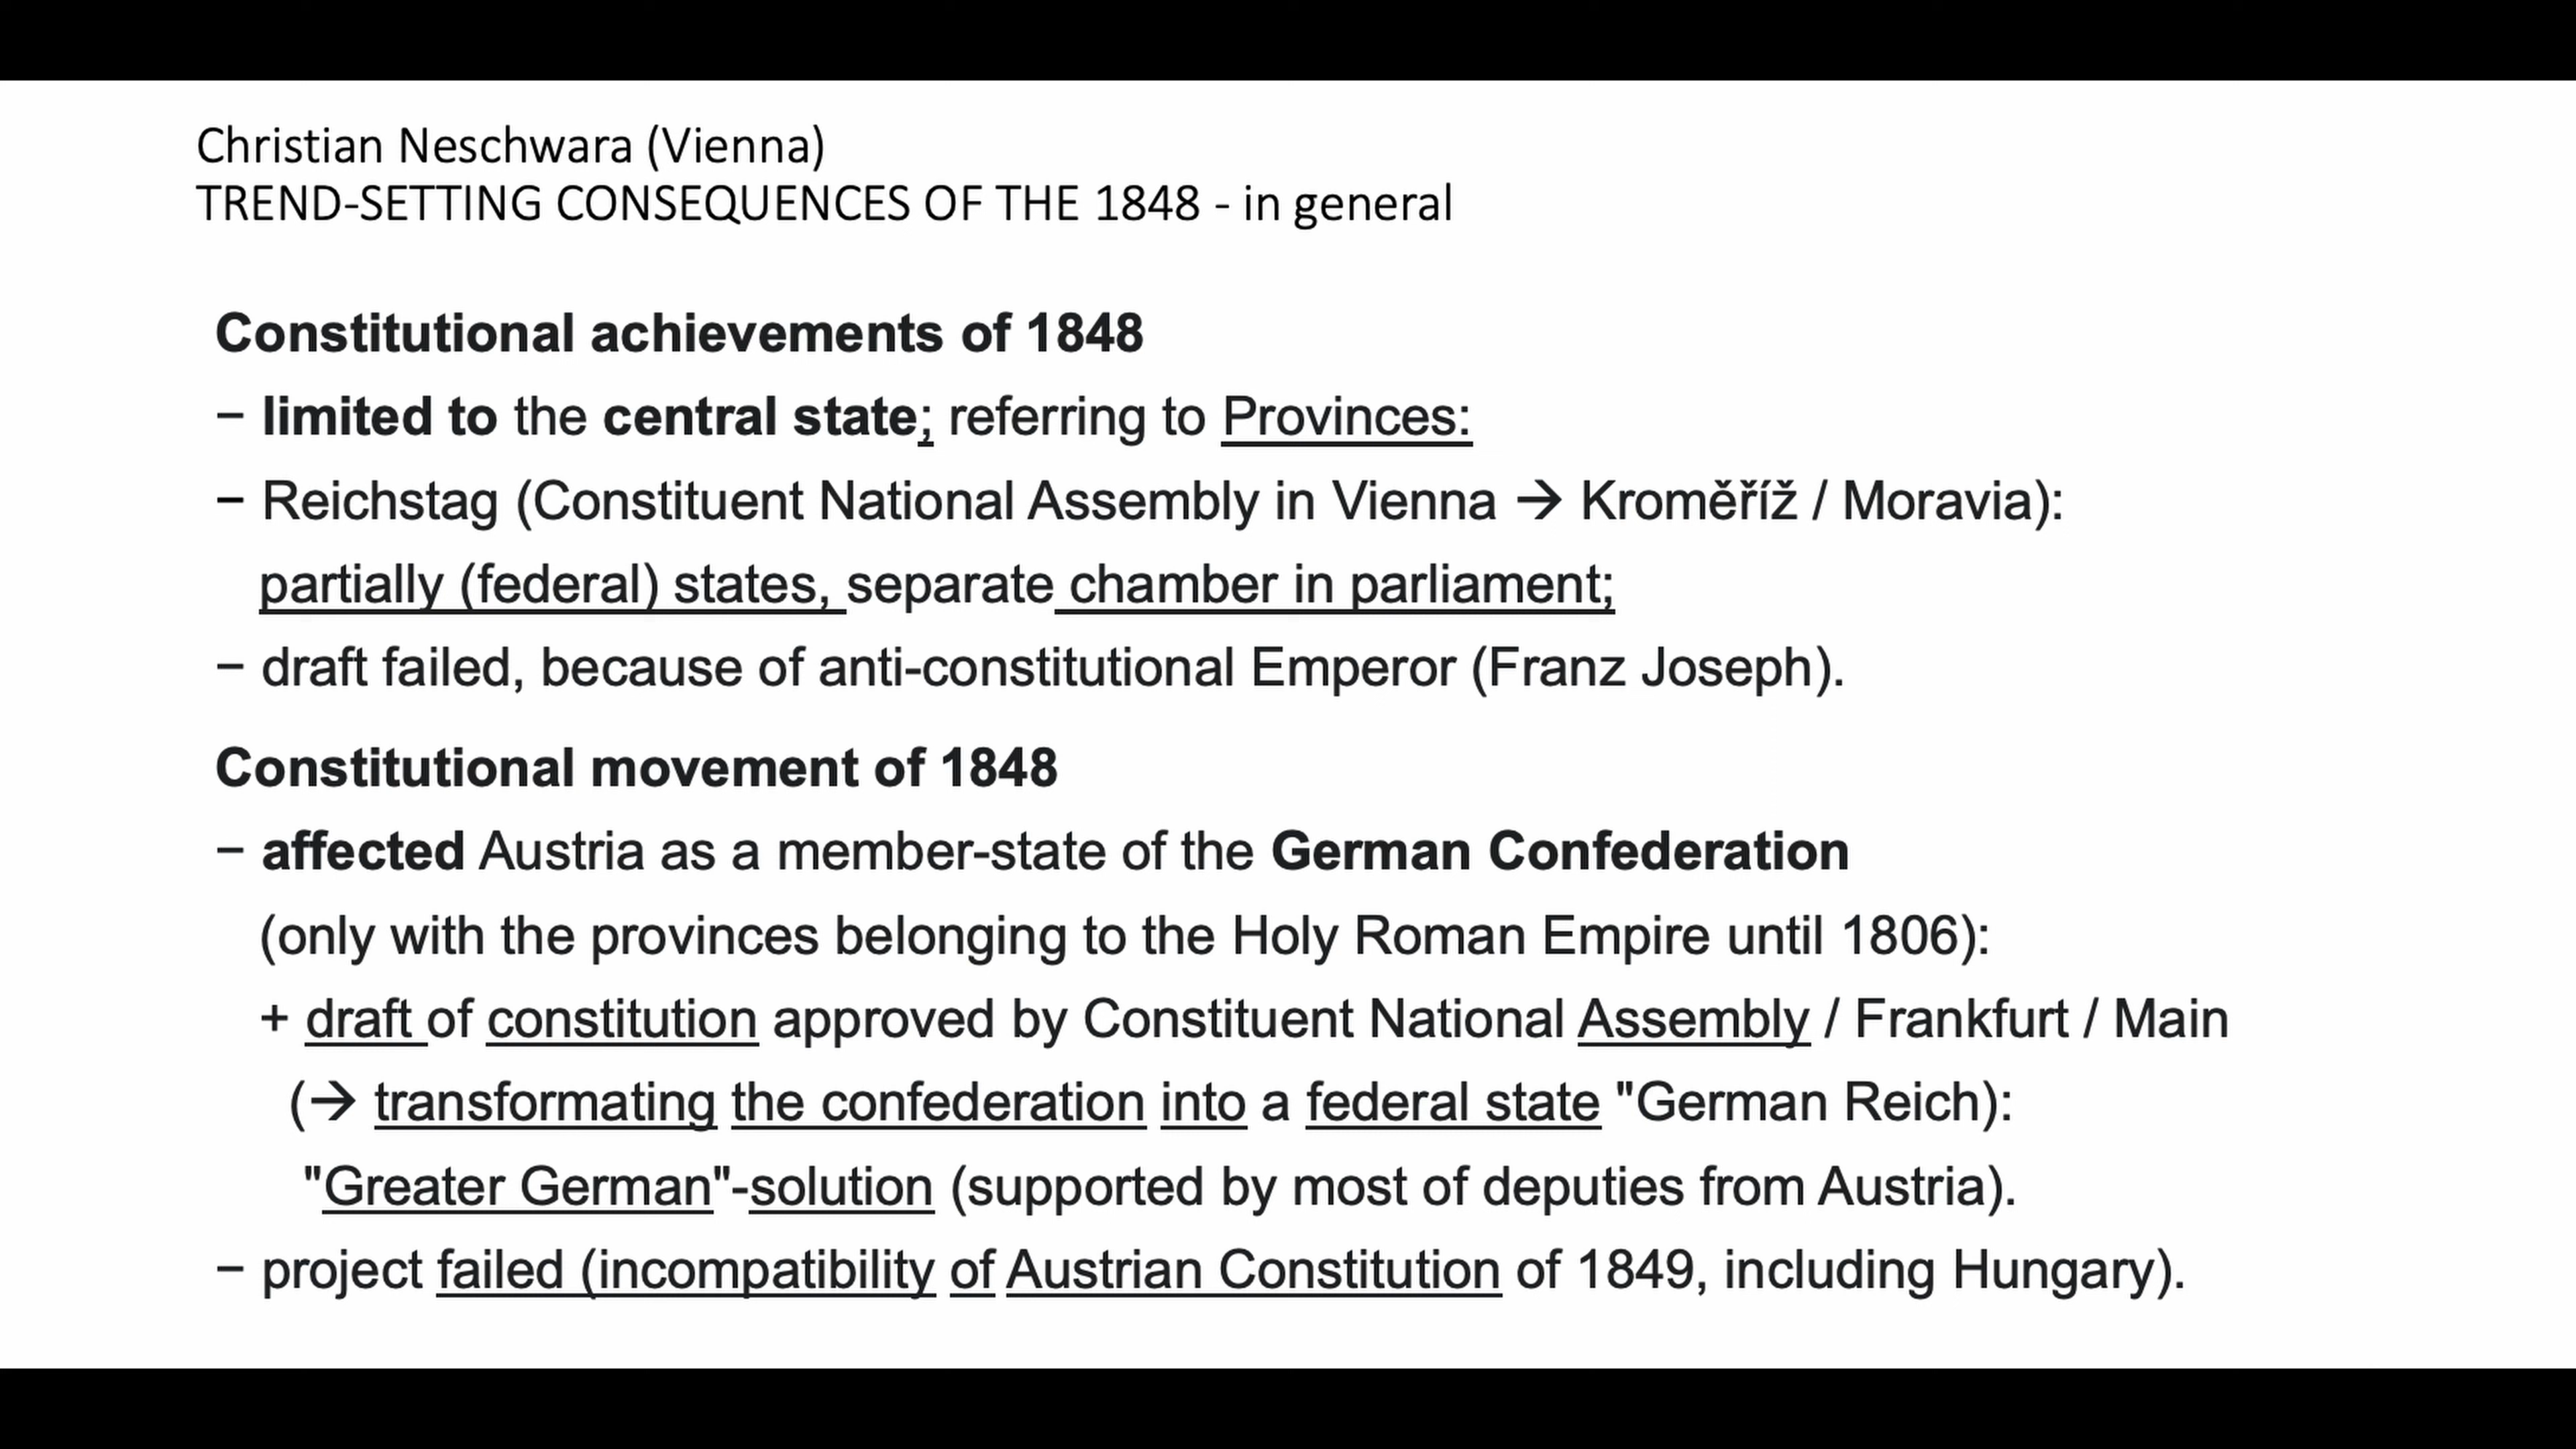 Christian Neschwara (Vienna)
TREND-SETTING CONSEQUENCES OF THE 1848 - in general
Constitutional achievements of 1848
− limited to the central state; referring to Provinces:
− Reichstag (Constituent National Assembly in Vienna → Kroměříž / Moravia):
partially (federal) states, separate chamber in parliament;
− draft failed, because of anti-constitutional Emperor (Franz Joseph).
Constitutional movement of 1848
− affected Austria as a member-state of the German Confederation
(only with the provinces belonging to the Holy Roman Empire until 1806):
+ draft of constitution approved by Constituent National Assembly / Frankfurt / Main
(→ transformating the confederation into a federal state "German Reich):
"Greater German"-solution (supported by most of deputies from Austria).
− project failed (incompatibility of Austrian Constitution of 1849, including Hungary).